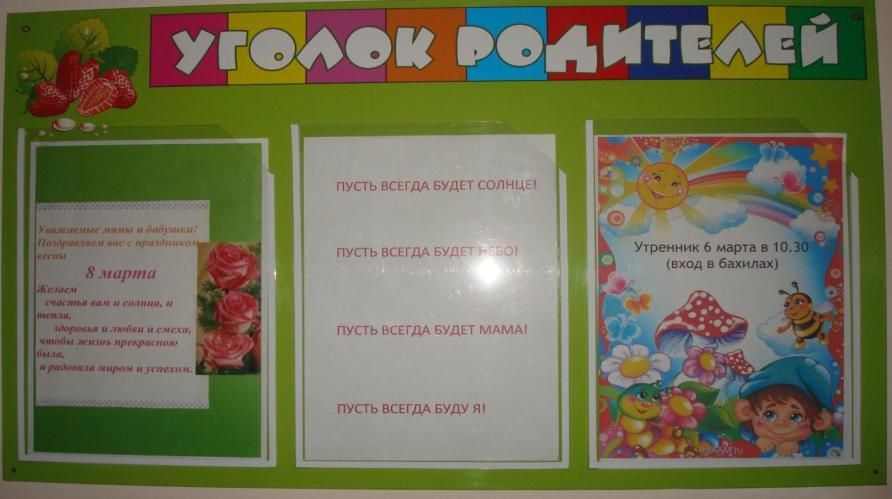 УГОЛОК РОДИТЕЛЕЙ
Уважаемые мамы и бабушки!
Поздравляем вас с праздником
весны
8 марта
Желаем
счастья вам и солнца, и
тепла,
здоровья и любви и смеха,
чтобы жизнь прекрасною
была,
и радовала миром и успехом.
ПУСТЬ ВСЕГДА БУДЕТ СОЛНЦЕ!
ПУСТЬ ВСЕГДА БУДЕТ НЕБО!
ПУСТЬ ВСЕГДА БУДЕТ МАМА!
ПУСТЬ ВСЕГДА БУДУ Я!
Утренник 6 марта в 10.30
(вход в бахилах)
MAAM.ru